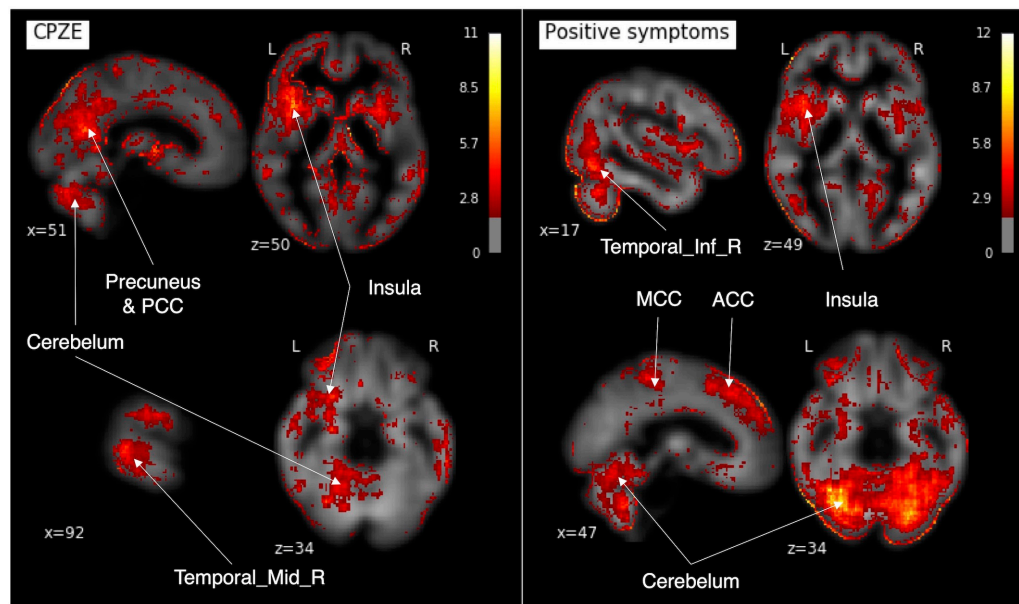 CPZE
L
R
11
8.5
5.7
2.8
0
x=51
z=50
Precuneus
& PCC
Insula
Cerebelum
L
R
x=92
z=34
Temporal_Mid_R
Positive symptoms
L
R
12
8.7
5.9
2.9
0
x=17
z=49
Temporal_Inf_R
MCC
ACC
Insula
L
R
x=47
z=34
Cerebelum